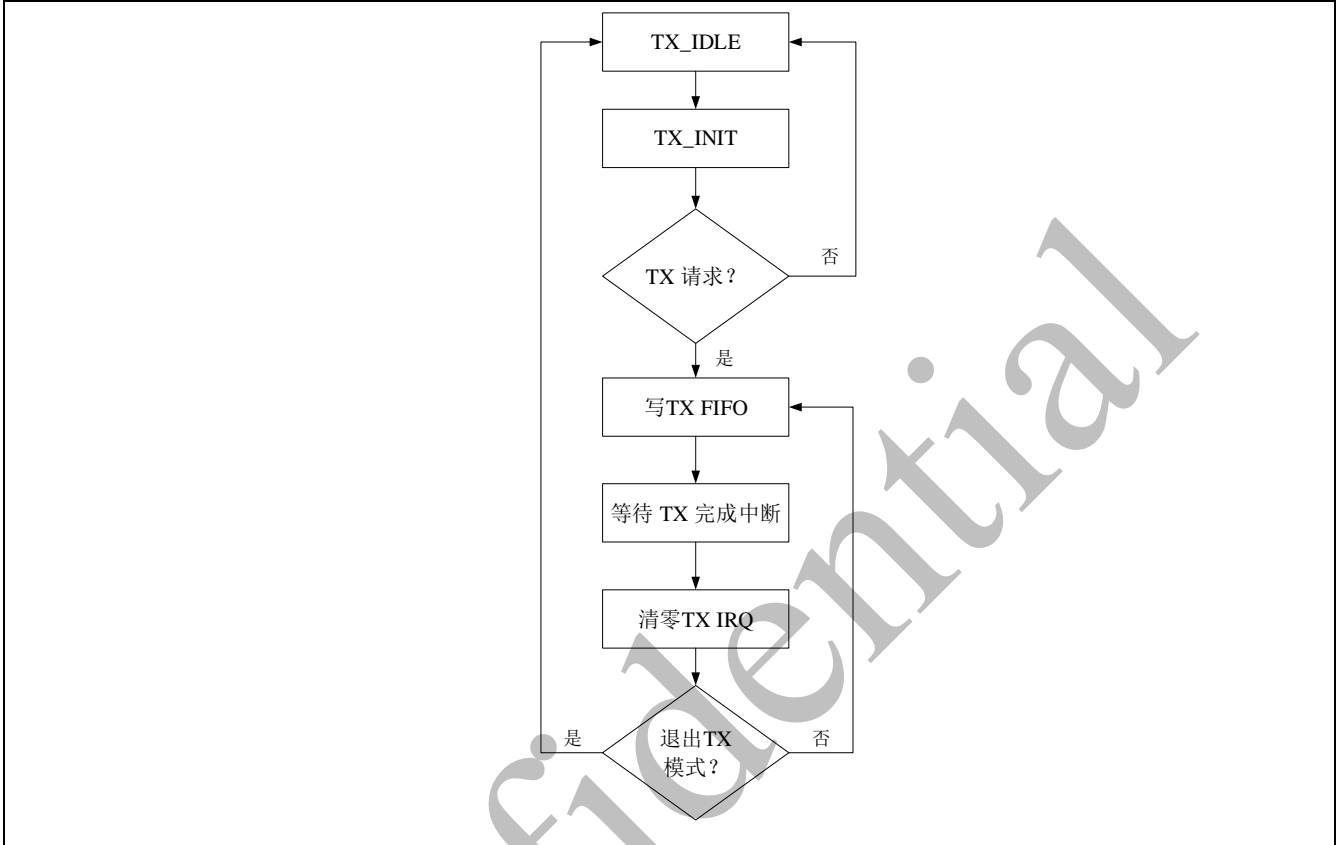 TX_IDLE
TX_INIT
TX 请求？
否
是
写TX FIFO
等待 TX 完成中断
清零TX IRQ
是
退出TX
模式？
否
fidential